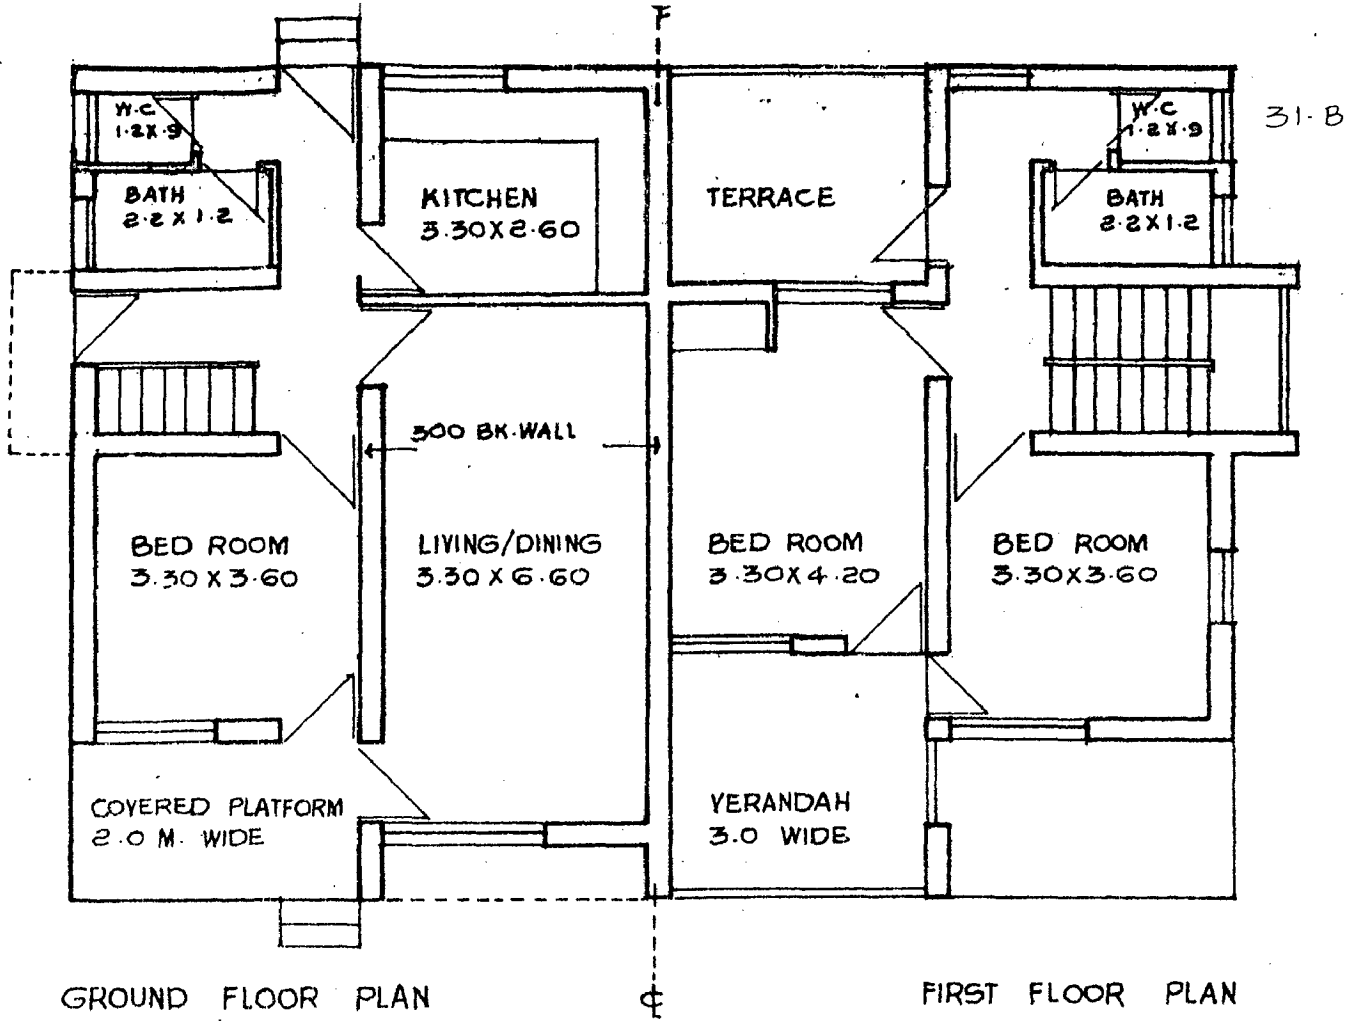 W.C
1.2X.9
W.C
1.2X.9
31-B
BATH
2.2X1.2
KITCHEN
3.30X2.60
TERRACE
BATH
2.2X1.2
300 BK.WALL
BED ROOM
3.30X3.60
LIVING/DINING
3.30X6.60
BED ROOM
3.30X4.20
BED ROOM
3.30X3.60
COVERED PLATFORM
2.0 M. WIDE
VERANDAH
3.0 WIDE
GROUND FLOOR PLAN
FIRST FLOOR PLAN